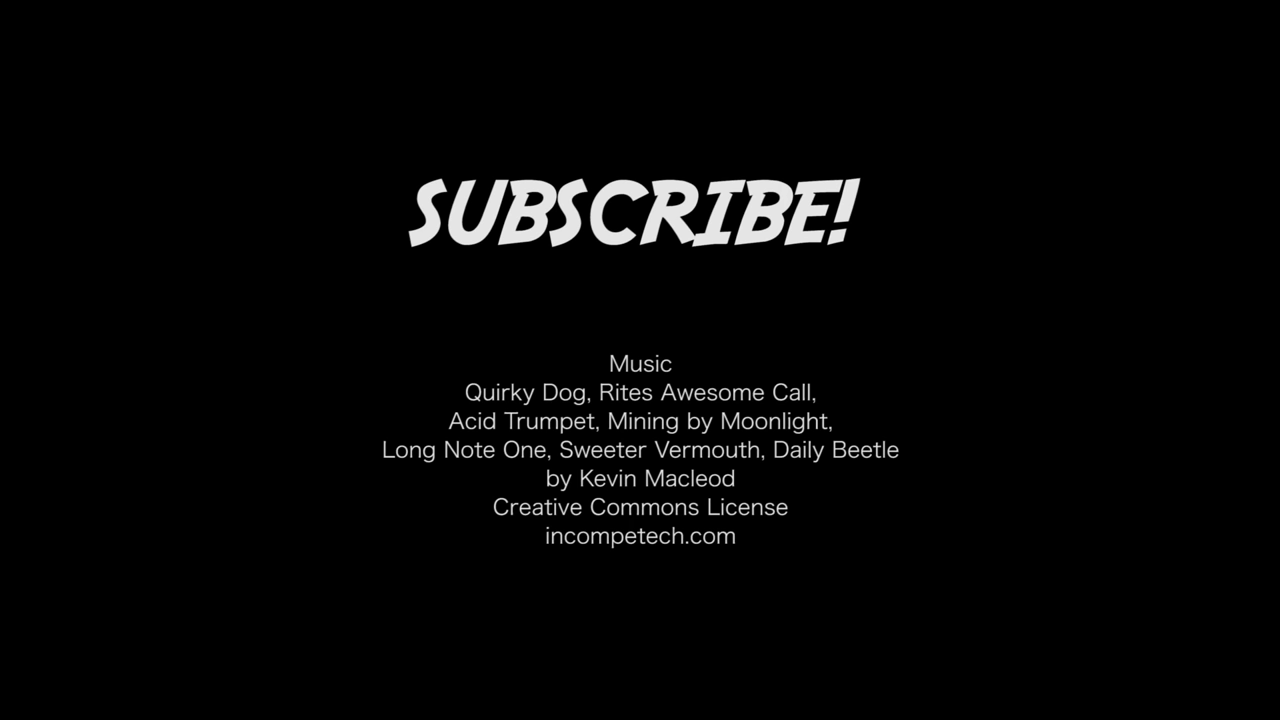 SUBSCRIBE!
Music
Quirky Dog, Rites Awesome Call,
Acid Trumpet, Mining by Moonlight,
Long Note One, Sweeter Vermouth, Daily Beetle
by Kevin Macleod
Creative Commons License
incompetech.com